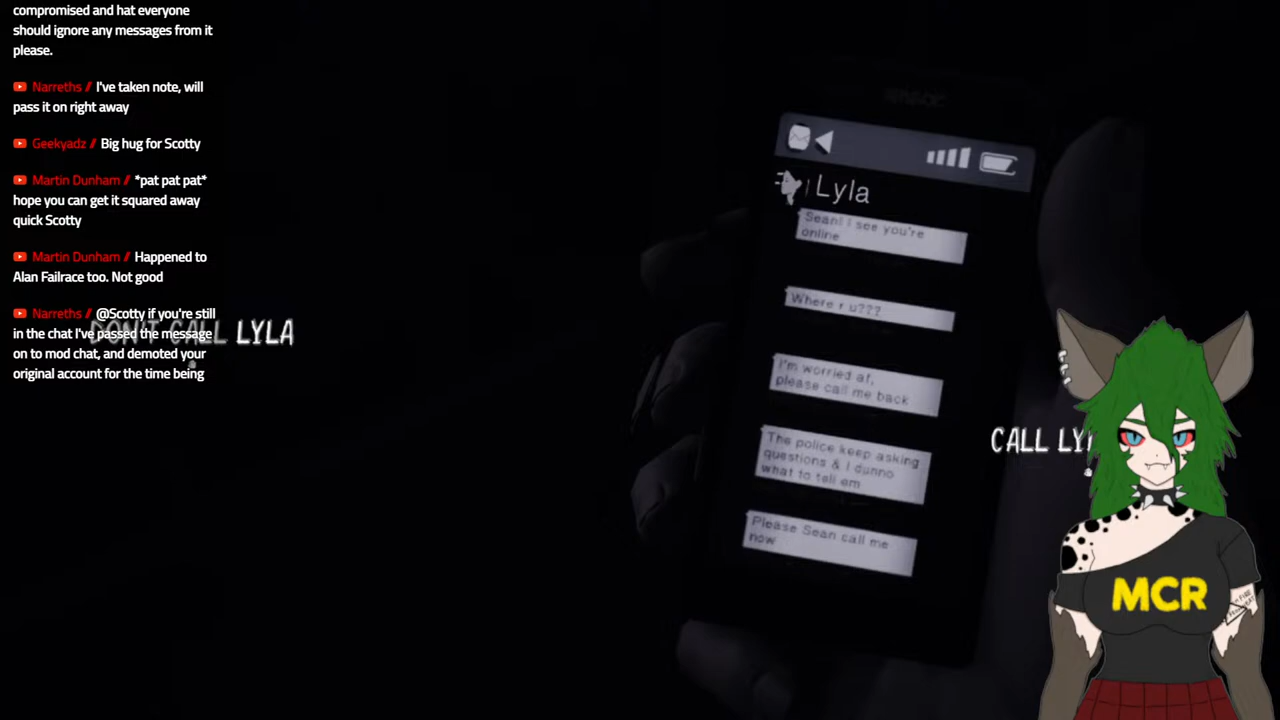 compromised and hat everyone
should ignore any messages from it
please.
Narreths // I've taken note, will
pass it on right away
Geekyadz // Big hug for Scotty
Martin Dunham // *pat pat pat*
hope you can get it squared away
quick Scotty
Martin Dunham // Happened to
Alan Failrace too. Not good
Narreths // @Scotty if you're still
in the chat I've passed the message
on to mod chat, and demoted your
original account for the time being
DON'T CALL LYLA
Lyla
Sean! I see you're
online
Where r u???
I'm worried af,
please call me back
The police keep asking
questions & I dunno
what to tell em
Please Sean call me
now
CALL LY
MCR